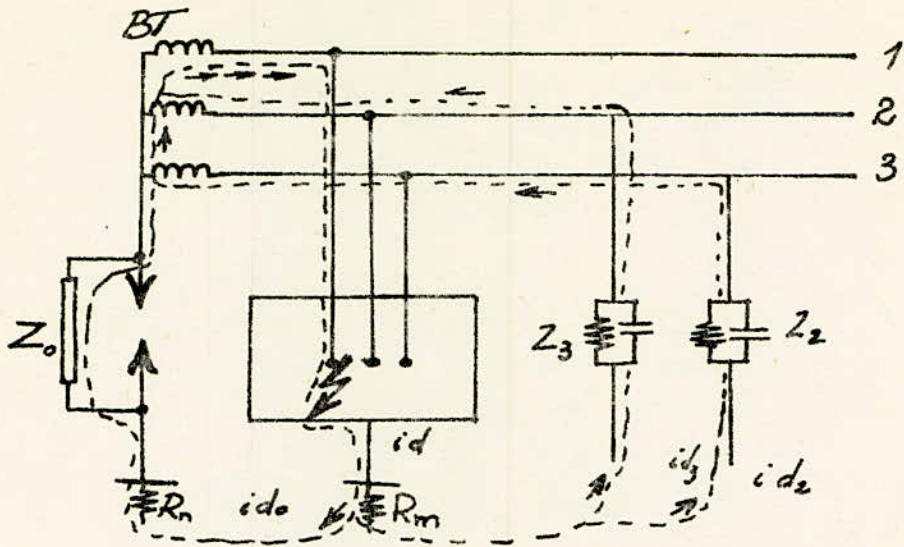 BT
1
2
3
Z₀
Z₃
Z₂
id
id₃
id₂
Rn
id₀
Rm